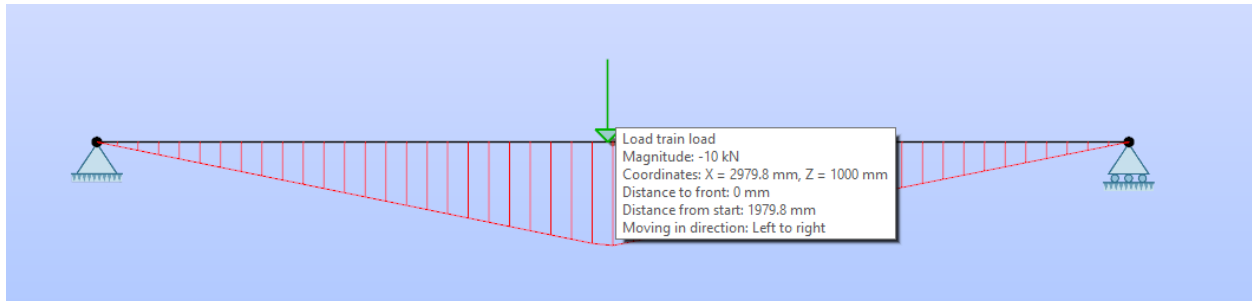 Load train load
Magnitude: -10 kN
Coordinates: X = 2979.8 mm, Z = 1000 mm
Distance to front: 0 mm
Distance from start: 1979.8 mm
Moving in direction: Left to right